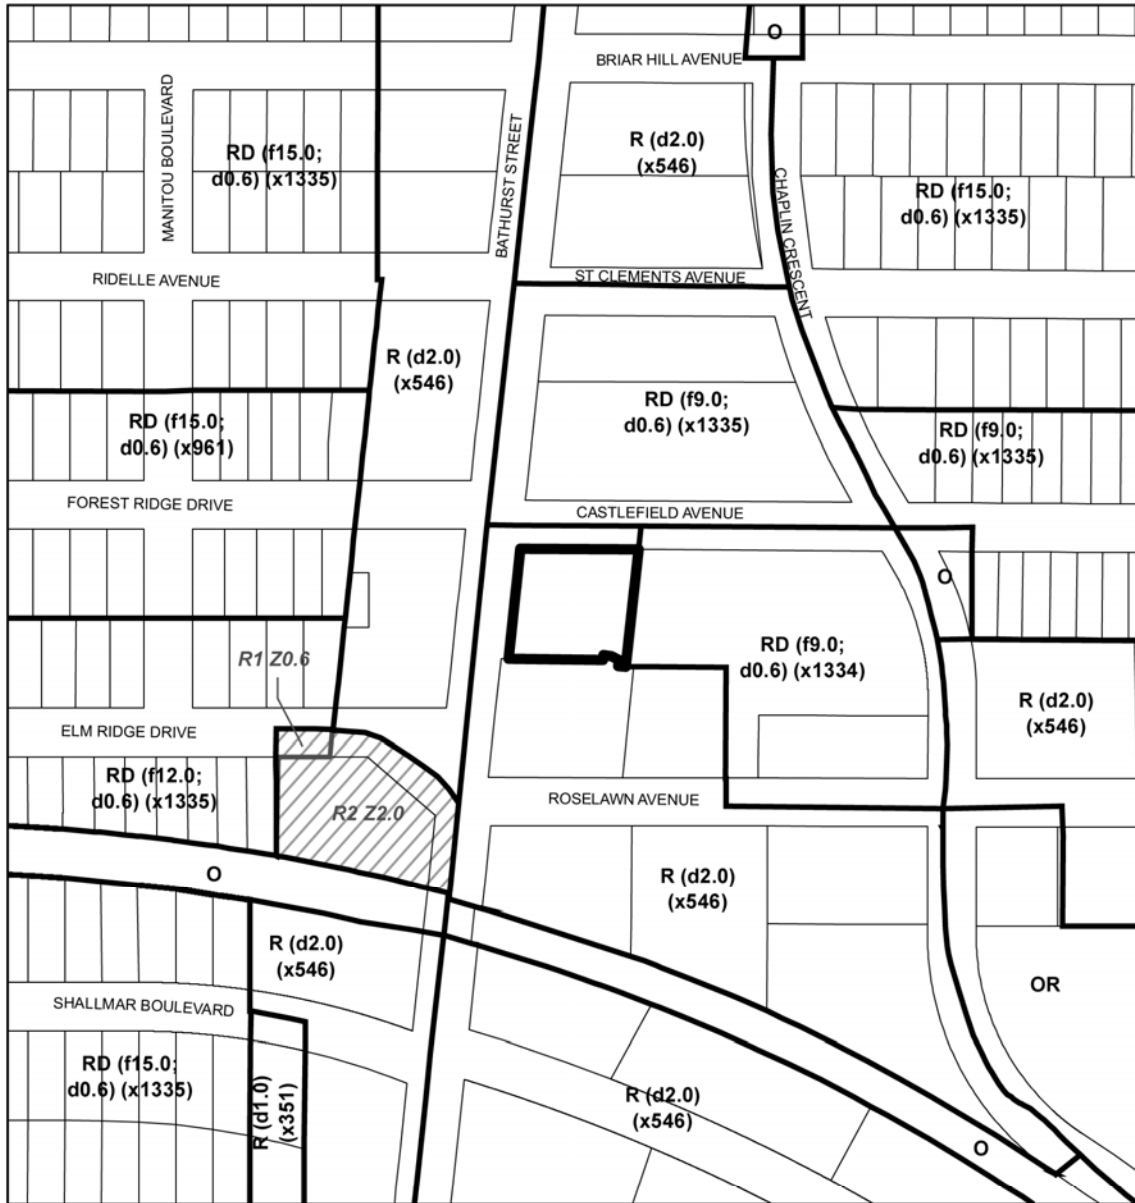 O
BRIAR HILL AVENUE
MANITOU BOULEVARD
RD (f15.0;
d0.6) (x1335)
BATHURST STREET
R (d2.0)
(x546)
CHAPLIN CRESCENT
RD (f15.0;
d0.6) (x1335)
RIDELLE AVENUE
ST CLEMENTS AVENUE
R (d2.0)
(x546)
RD (f15.0;
d0.6) (x961)
RD (f9.0;
d0.6) (x1335)
RD (f9.0;
d0.6) (x1335)
FOREST RIDGE DRIVE
CASTLEFIELD AVENUE
O
R1 Z0.6
RD (f9.0;
d0.6) (x1334)
R (d2.0)
(x546)
ELM RIDGE DRIVE
RD (f12.0;
d0.6) (x1335)
R2 Z2.0
ROSELAWN AVENUE
O
R (d2.0)
(x546)
R (d2.0)
(x546)
OR
SHALLMAR BOULEVARD
RD (f15.0;
d0.6) (x1335)
R (d1.0)
(x351)
R (d2.0)
(x546)
O